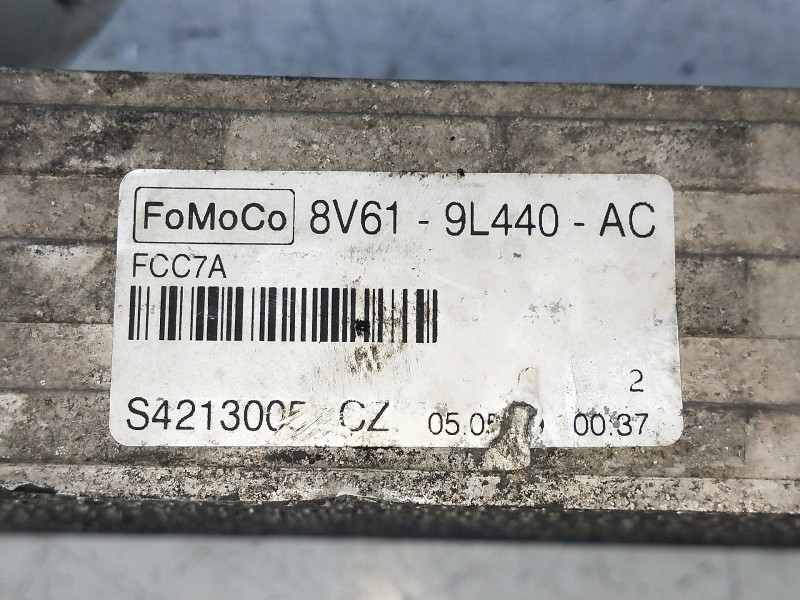 FoMoCo 8V61 - 9L440 - AC
FCC7A
2
CZ 00.37